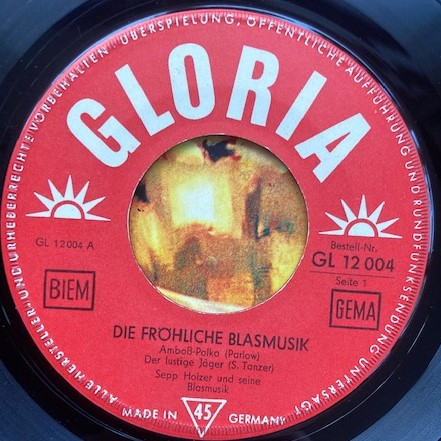 ALLE HERSTELLER- UND URHEBERRECHTE VORBEHALTEN. ÜBERSPIELUNG, ÖFFENTLICHE AUFFÜHRUNG UND RUNDFUNKSENDUNG UNTERSAGT
GLORIA
GL 12 004 A
Bestell-Nr.
GL 12 004
Seite 1
BIEM
GEMA
DIE FRÖHLICHE BLASMUSIK
Amboß-Polka (Parlow)
Der lustige Jäger (S. Tanzer)
Sepp Holzer und seine
Blasmusik
MADE IN 45 GERMANY